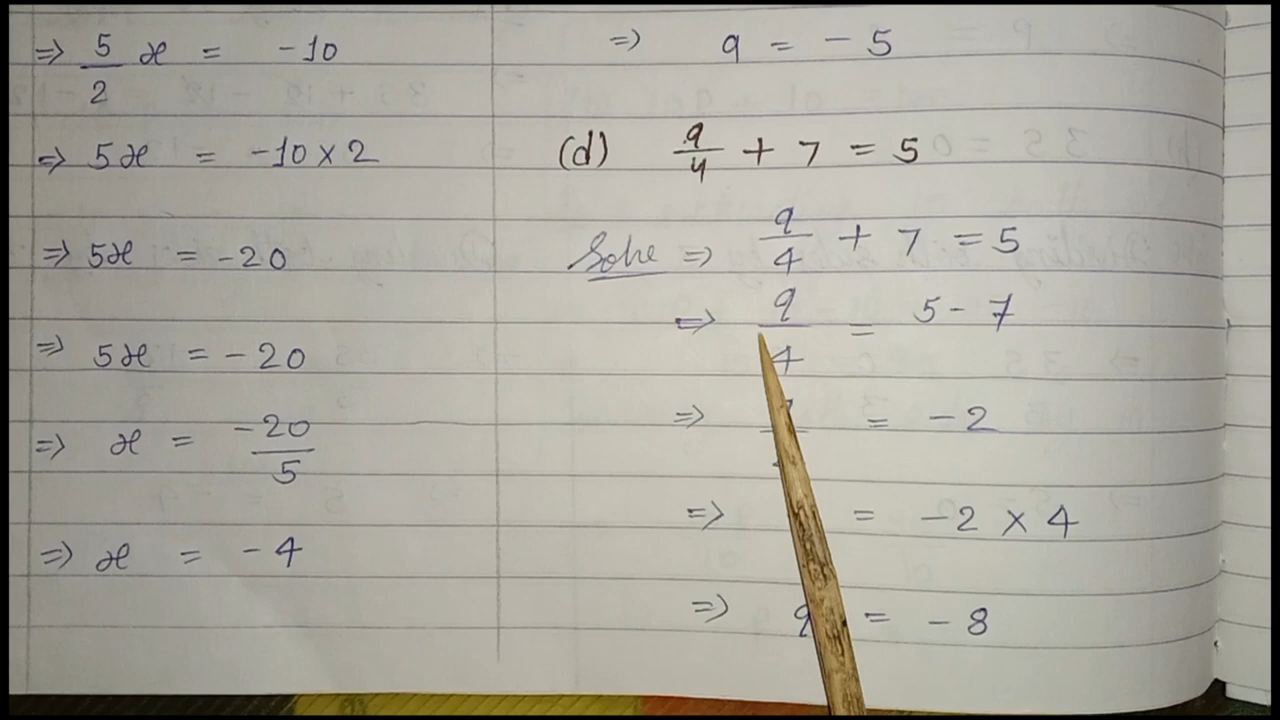 ⇒ 5/2 x = -10
⇒ 5x = -10 × 2
⇒ 5x = -20
⇒ 5x = -20
⇒ x = -20/5
⇒ x = -4
⇒ q = -5
(d) q/4 + 7 = 5
Solve ⇒ q/4 + 7 = 5
⇒ q/4 = 5 - 7
⇒ = -2
⇒ = -2 × 4
⇒ q = -8